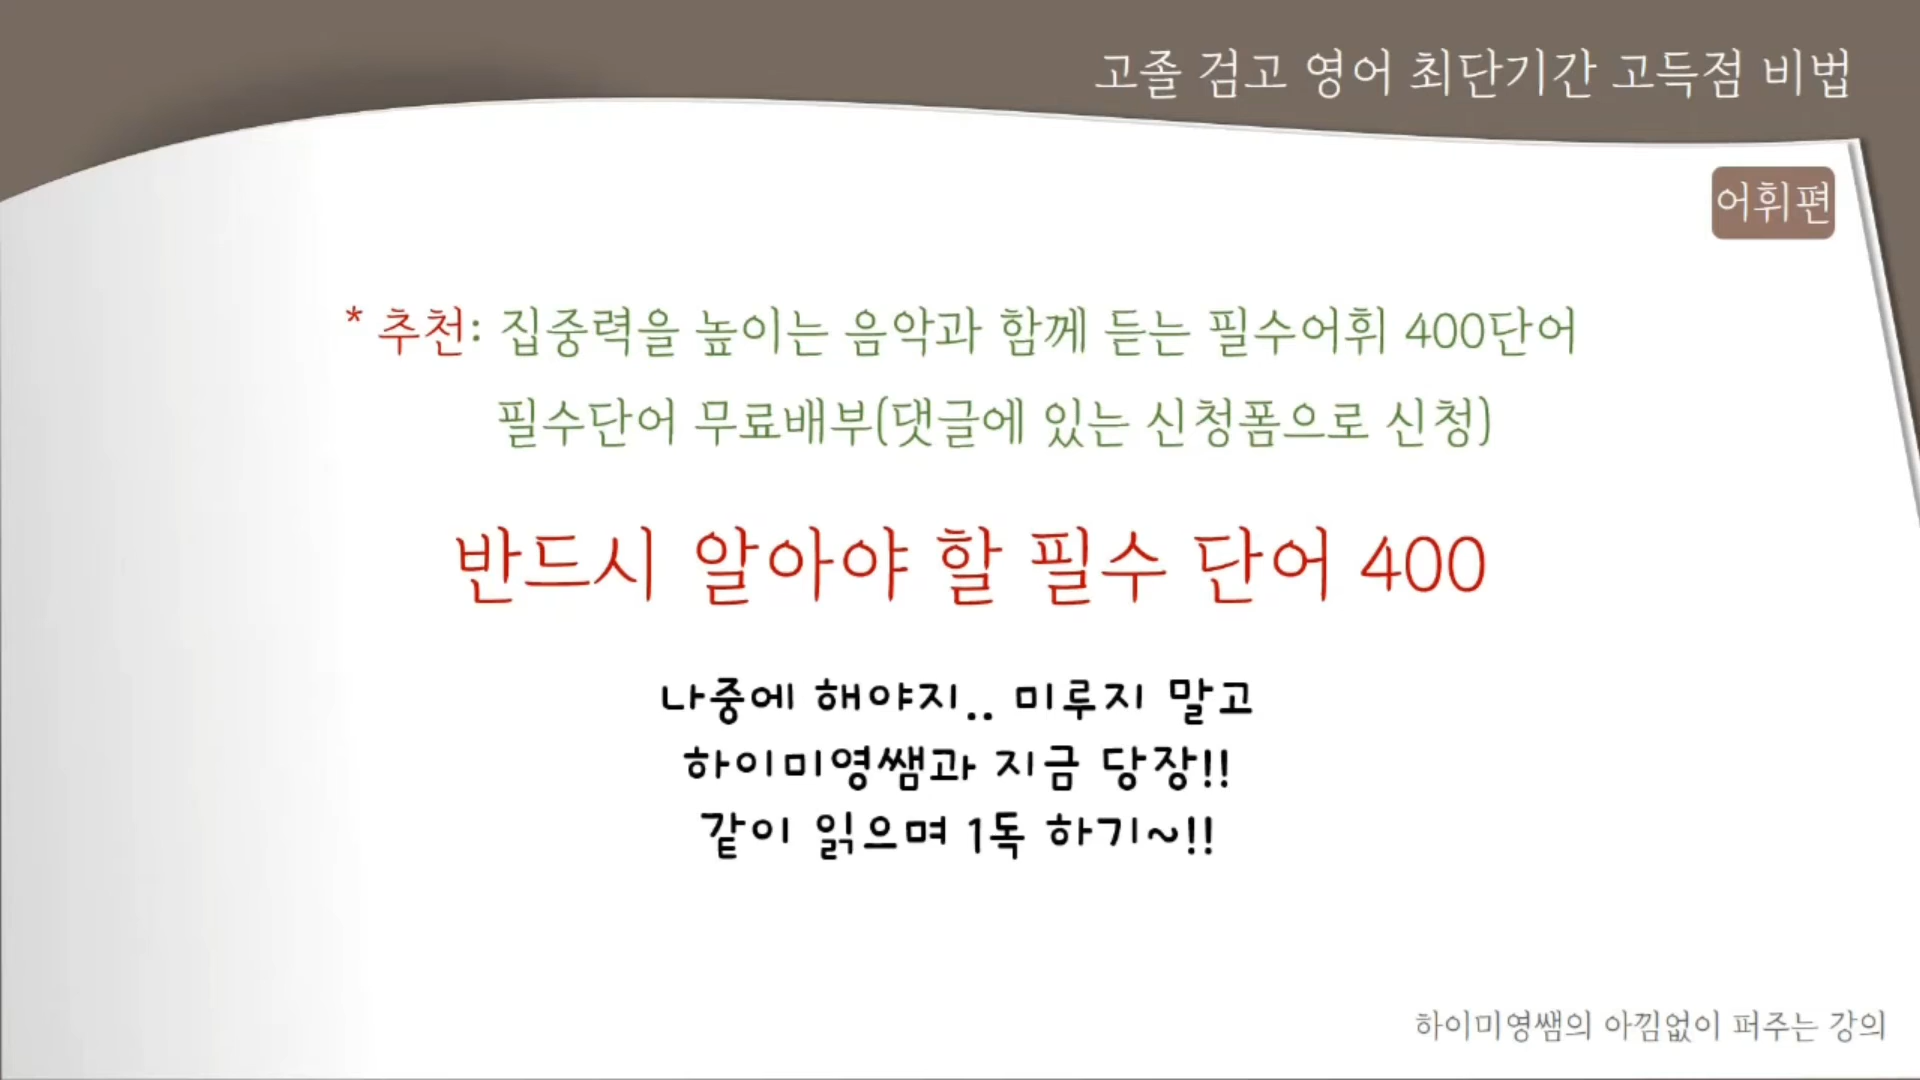 고졸 검고 영어 최단기간 고득점 비법
어휘편
* 추천: 집중력을 높이는 음악과 함께 듣는 필수어휘 400단어
필수단어 무료배부(댓글에 있는 신청폼으로 신청)
반드시 알아야 할 필수 단어 400
나중에 해야지.. 미루지 말고
하이미영쌤과 지금 당장!!
같이 읽으며 1독 하기~!!
하이미영쌤의 아낌없이 퍼주는 강의